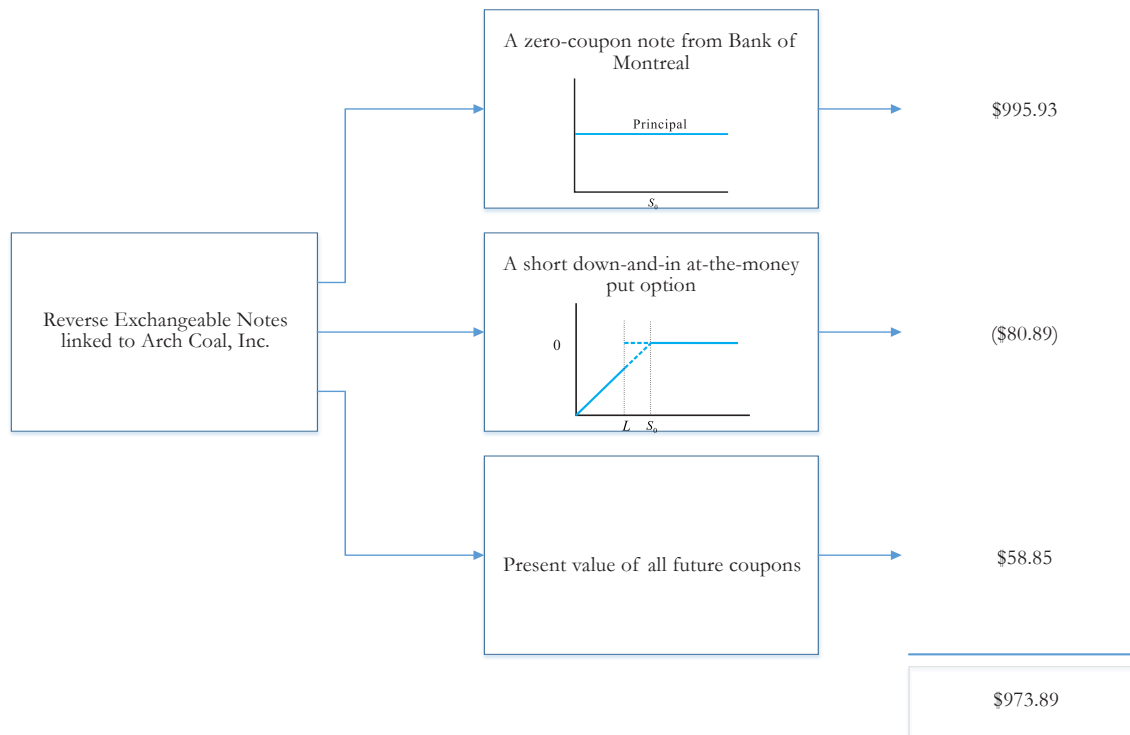 A zero-coupon note from Bank of
Montreal
Principal
S₀
$995.93
Reverse Exchangeable Notes
linked to Arch Coal, Inc.
A short down-and-in at-the-money
put option
0
L S₀
($80.89)
Present value of all future coupons
$58.85
$973.89